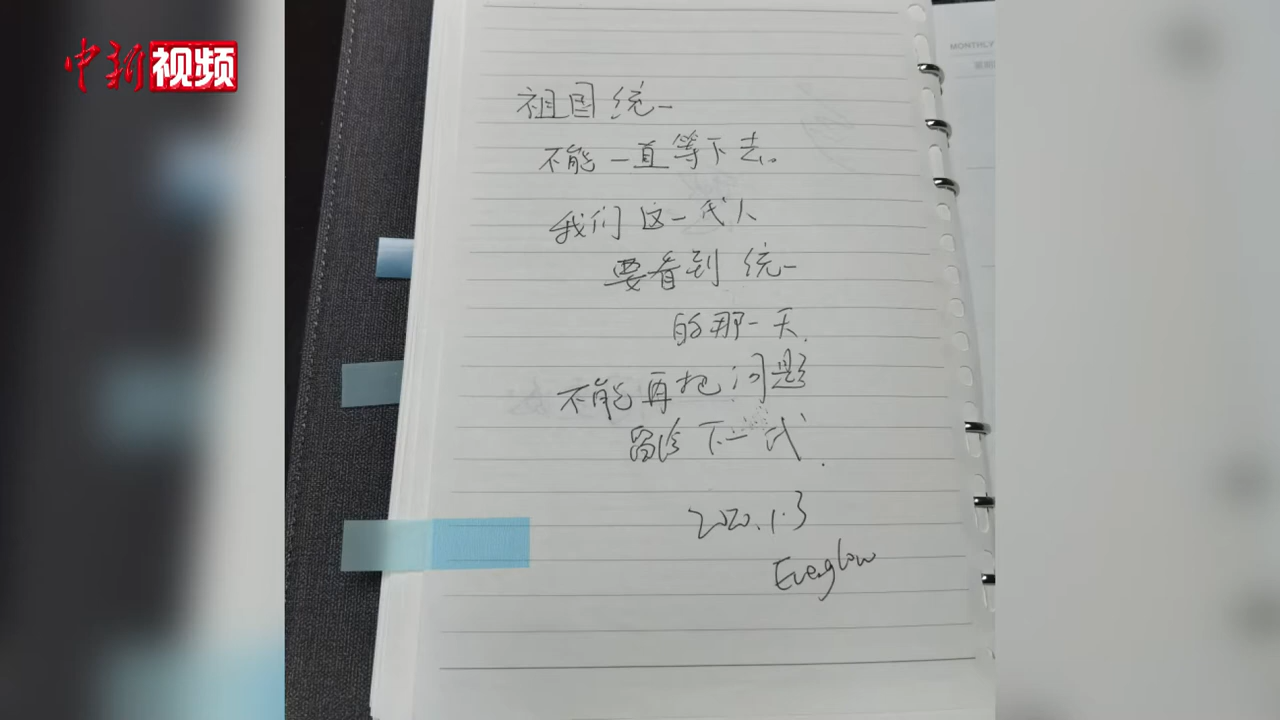 中新视频
MONTHLY
祖国统一
不能一直等下去。
我们这一代人
要看到统一
的那一天.
不能再把问题
留给下一代.
2020.1.3
Everglow